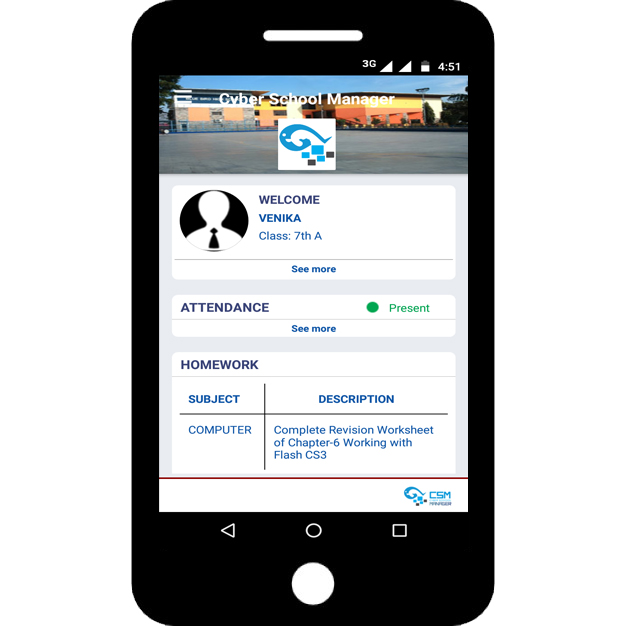 3G 4:51
Cyber School Manager
WELCOME
VENIKA
Class: 7th A
See more
ATTENDANCE Present
See more
HOMEWORK
SUBJECT DESCRIPTION
COMPUTER Complete Revision Worksheet
of Chapter-6 Working with
Flash CS3
CSM
MANAGER